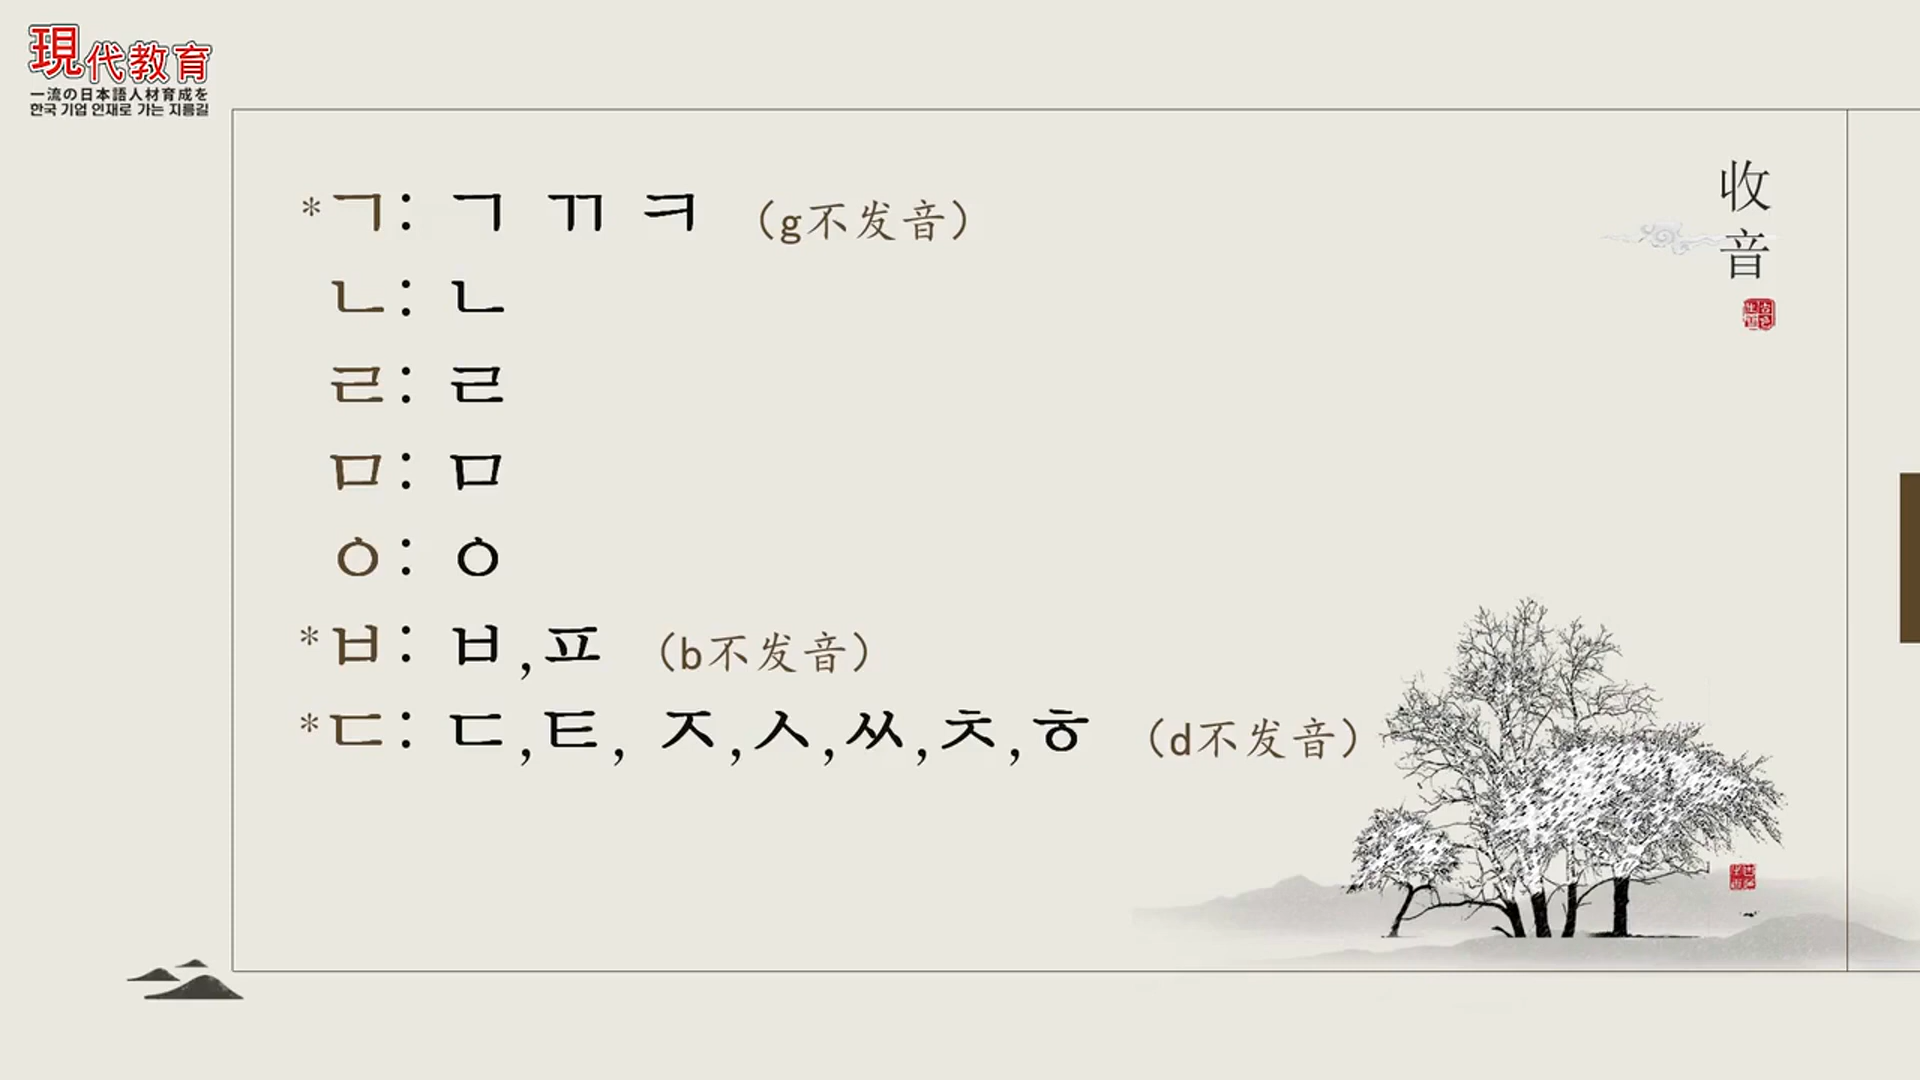 現代教育
一流の日本語人材育成を
한국 기업 인재로 가는 지름길
收音
*ㄱ: ㄱ ㄲ ㅋ (g不发音)
ㄴ: ㄴ
ㄹ: ㄹ
ㅁ: ㅁ
ㅇ: ㅇ
*ㅂ: ㅂ,ㅍ (b不发音)
*ㄷ: ㄷ,ㅌ, ㅈ,ㅅ,ㅆ,ㅊ,ㅎ (d不发音)